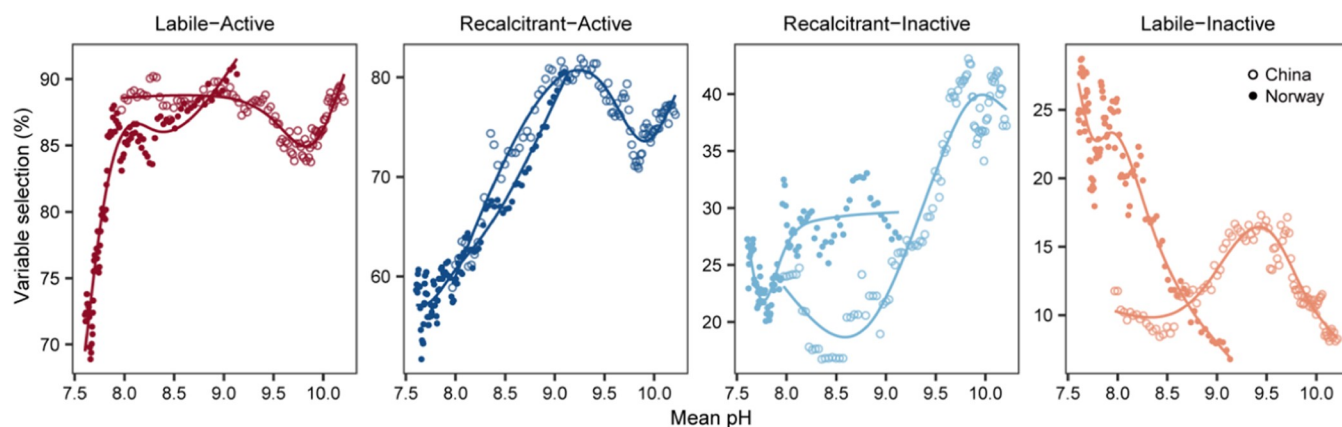 Labile−Active
Recalcitrant−Active
Recalcitrant−Inactive
Labile−Inactive
Variable selection (%)
90
85
80
75
70
7.5 8.0 8.5 9.0 9.5 10.0
80
70
60
7.5 8.0 8.5 9.0 9.5 10.0
40
35
30
25
20
7.5 8.0 8.5 9.0 9.5 10.0
25
20
15
10
7.5 8.0 8.5 9.0 9.5 10.0
China
Norway
Mean pH